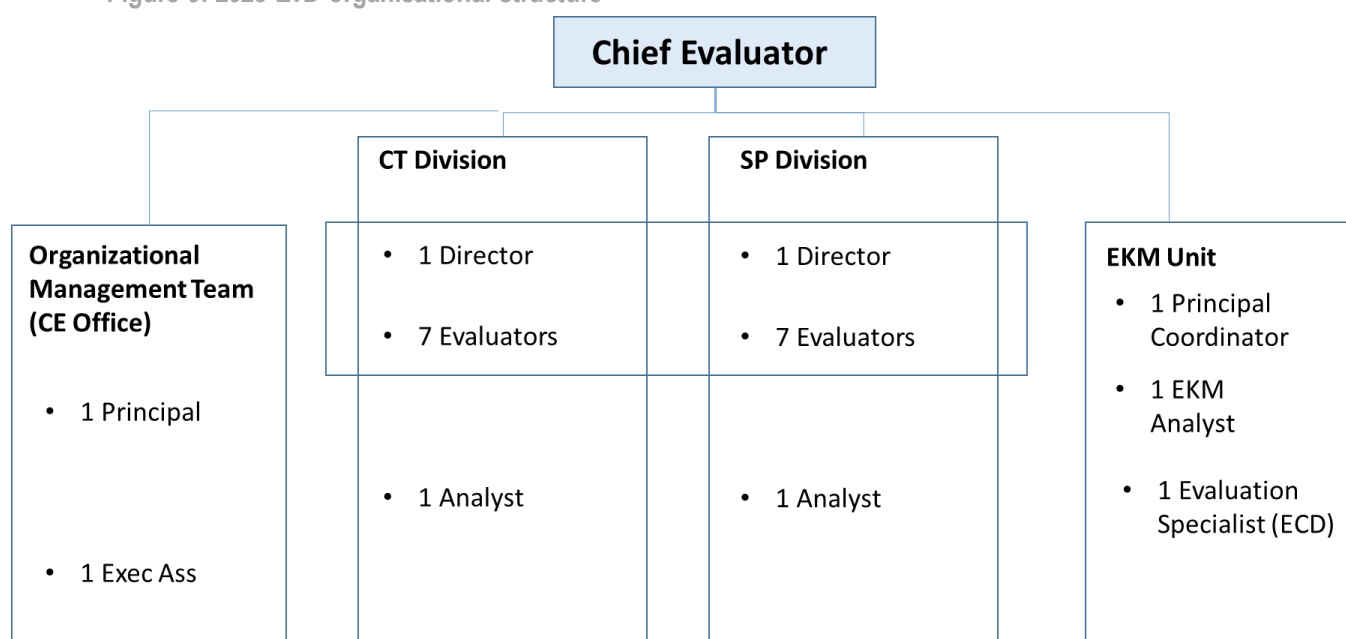 Chief Evaluator
CT Division
SP Division
Organizational
Management Team
(CE Office)
• 1 Principal
• 1 Exec Ass
• 1 Director
• 7 Evaluators
• 1 Analyst
• 1 Director
• 7 Evaluators
• 1 Analyst
EKM Unit
• 1 Principal
Coordinator
• 1 EKM
Analyst
• 1 Evaluation
Specialist (ECD)